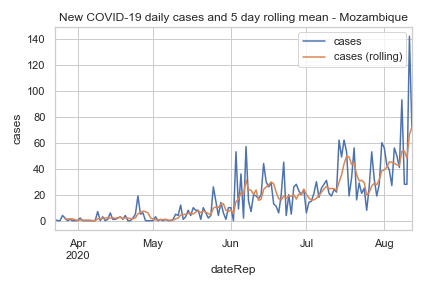 New COVID-19 daily cases and 5 day rolling mean - Mozambique
cases
cases (rolling)
cases
140
120
100
80
60
40
20
0
Apr
2020
May
Jun
Jul
Aug
dateRep